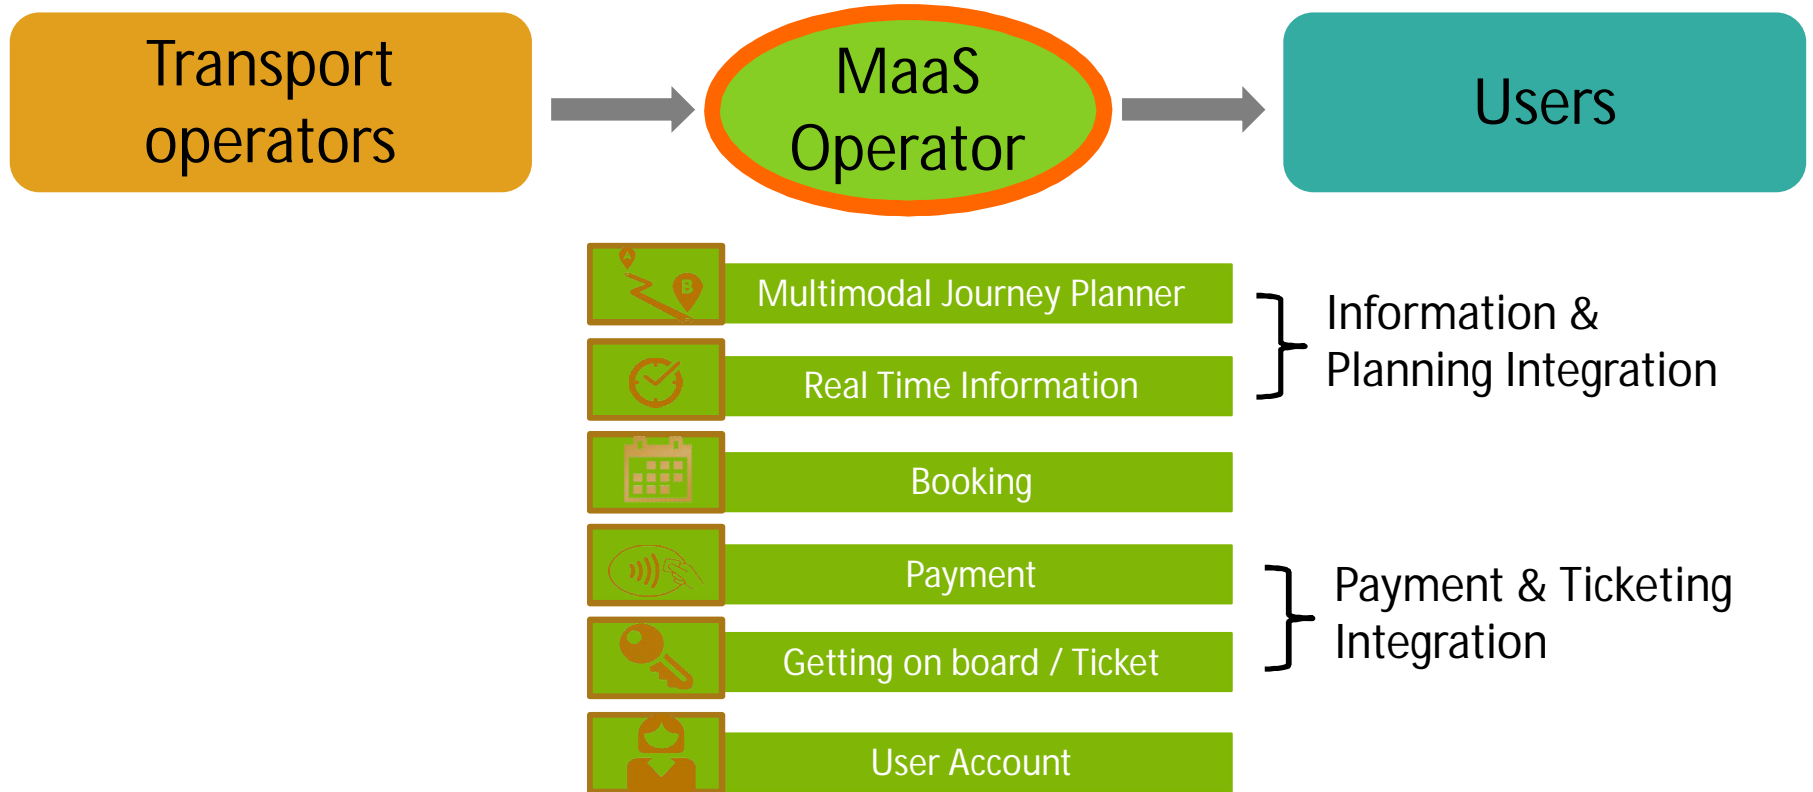 Transport
operators
MaaS
Operator
Users
A
B
Multimodal Journey Planner
Real Time Information
Information &
Planning Integration
Booking
Payment
Getting on board / Ticket
Payment & Ticketing
Integration
User Account